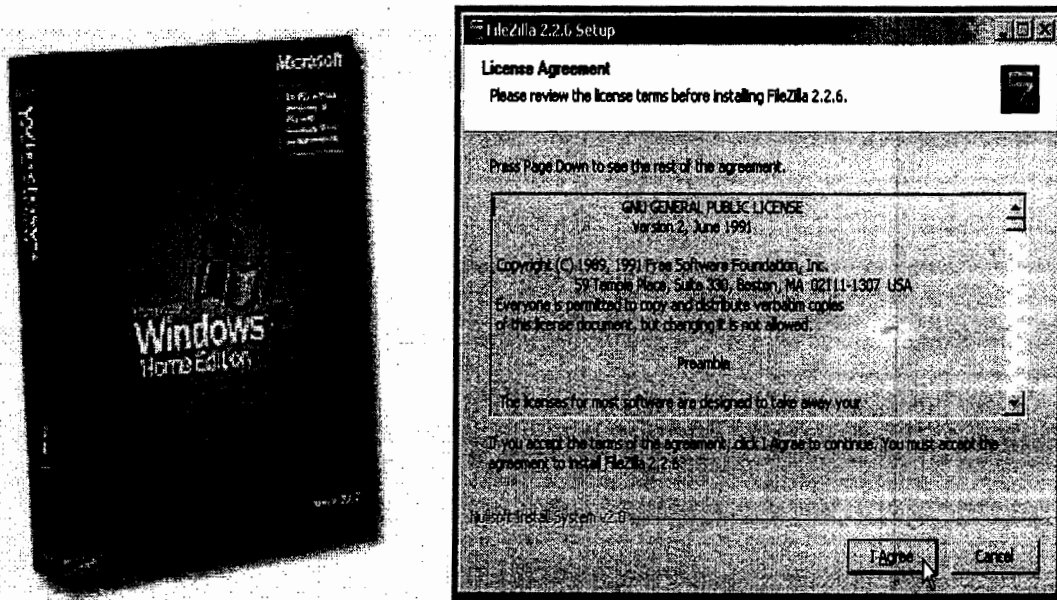 Microsoft
Windows
Home Edition
FileZilla 2.2.6 Setup
License Agreement
Please review the license terms before installing FileZilla 2.2.6.
Press Page Down to see the rest of the agreement.
GNU GENERAL PUBLIC LICENSE
Version 2, June 1991
Copyright (C) 1989, 1991 Free Software Foundation, Inc.
59 Temple Place, Suite 330, Boston, MA 02111-1307 USA
Everyone is permitted to copy and distribute verbatim copies
of this license document, but changing it is not allowed.
Preamble
The licenses for most software are designed to take away your
If you accept the terms of the agreement, click I Agree to continue. You must accept the
agreement to install FileZilla 2.2.6.
Nullsoft Install System v2.0
I Agree
Cancel